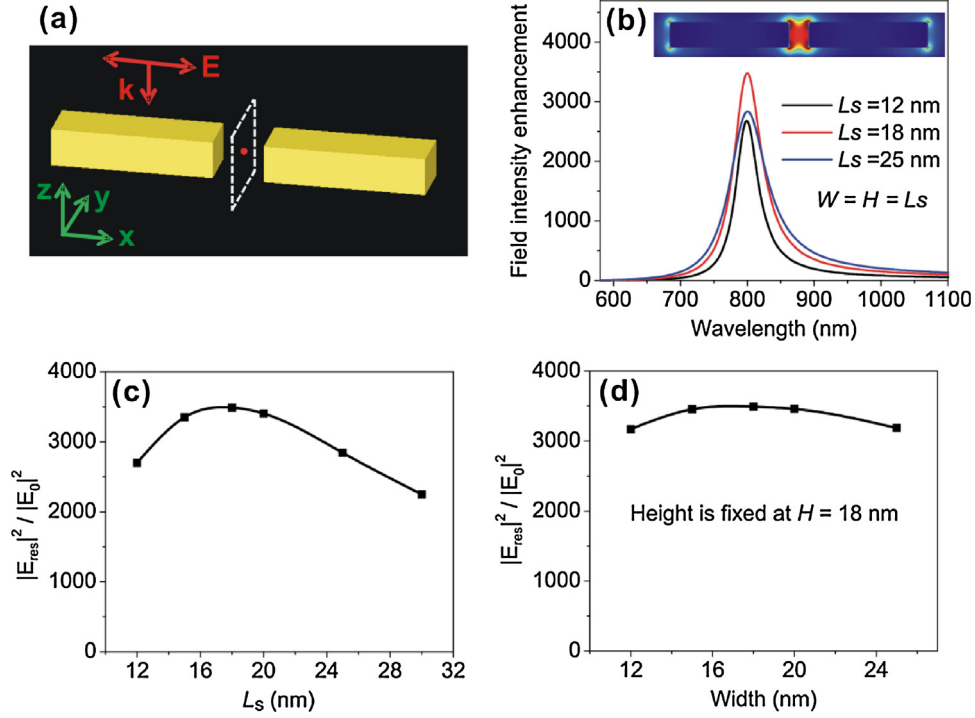 (a)
E
k
z
y
x
(b)
Field intensity enhancement
4000
3000
2000
1000
0
Ls =12 nm
Ls =18 nm
Ls =25 nm
W = H = Ls
600 700 800 900 1000 1100
Wavelength (nm)
(c)
|E_res|² / |E₀|²
4000
3000
2000
1000
0
12 16 20 24 28 32
L_s (nm)
(d)
|E_res|² / |E₀|²
4000
3000
2000
1000
0
Height is fixed at H = 18 nm
12 16 20 24
Width (nm)